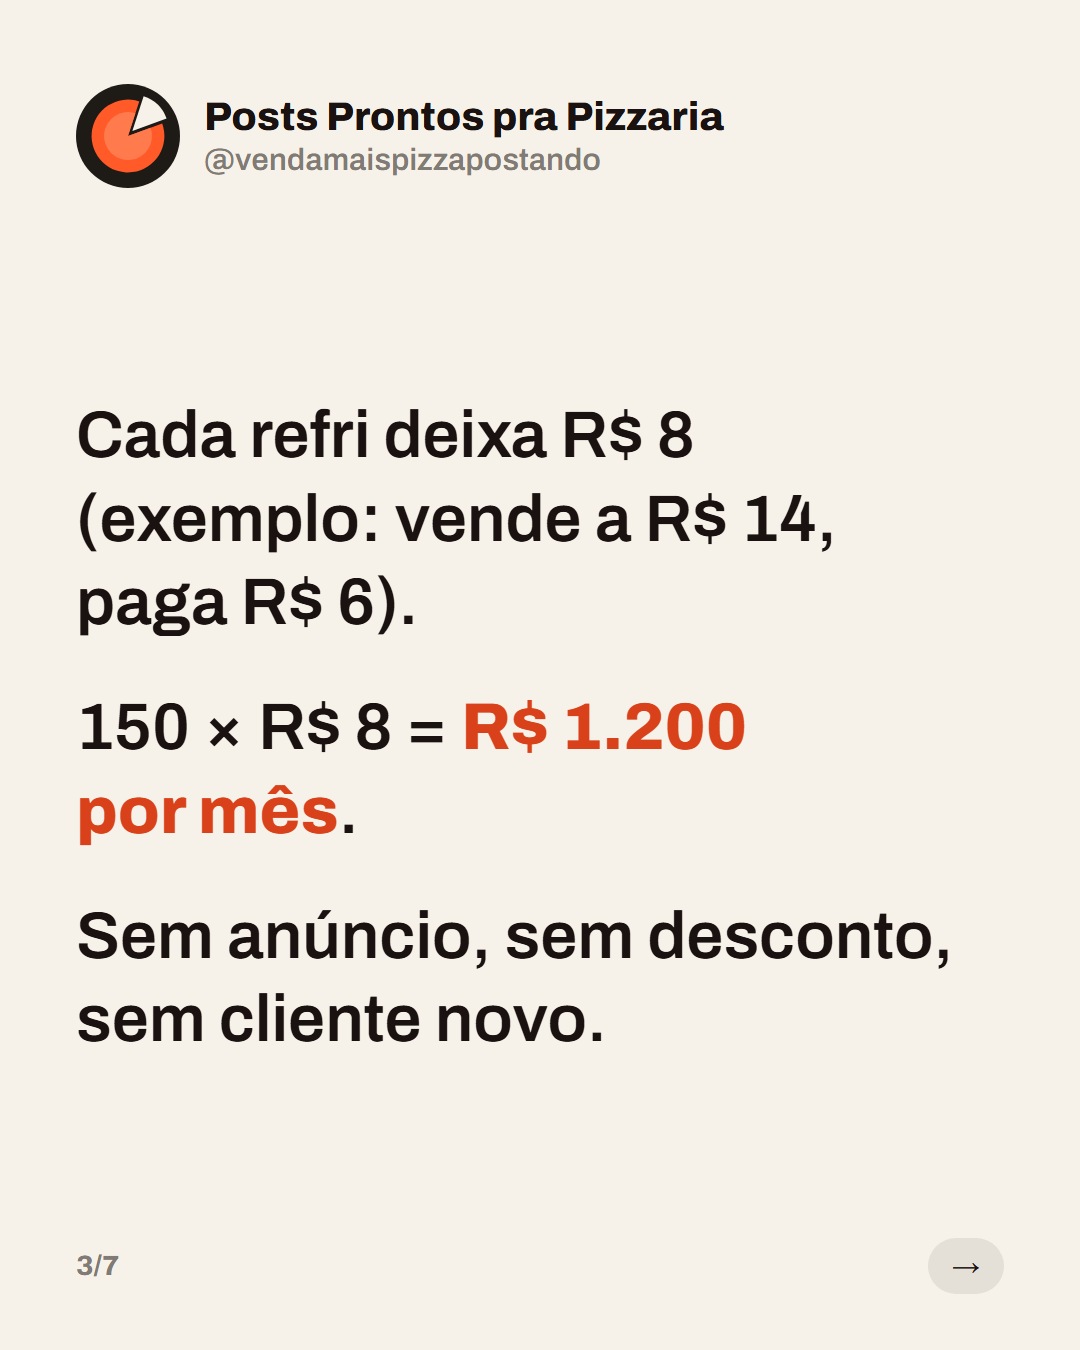 Posts Prontos pra Pizzaria
@vendamaispizzapostando
Cada refri deixa R$ 8
(exemplo: vende a R$ 14,
paga R$ 6).
150 × R$ 8 = R$ 1.200
por mês.
Sem anúncio, sem desconto,
sem cliente novo.
3/7
→